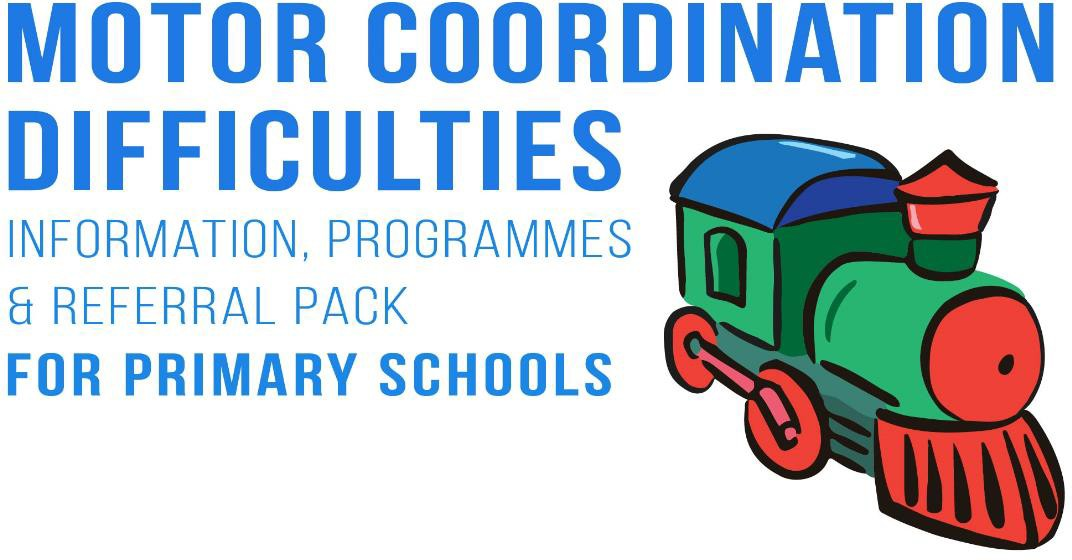 MOTOR COORDINATION
DIFFICULTIES
INFORMATION, PROGRAMMES
& REFERRAL PACK
FOR PRIMARY SCHOOLS